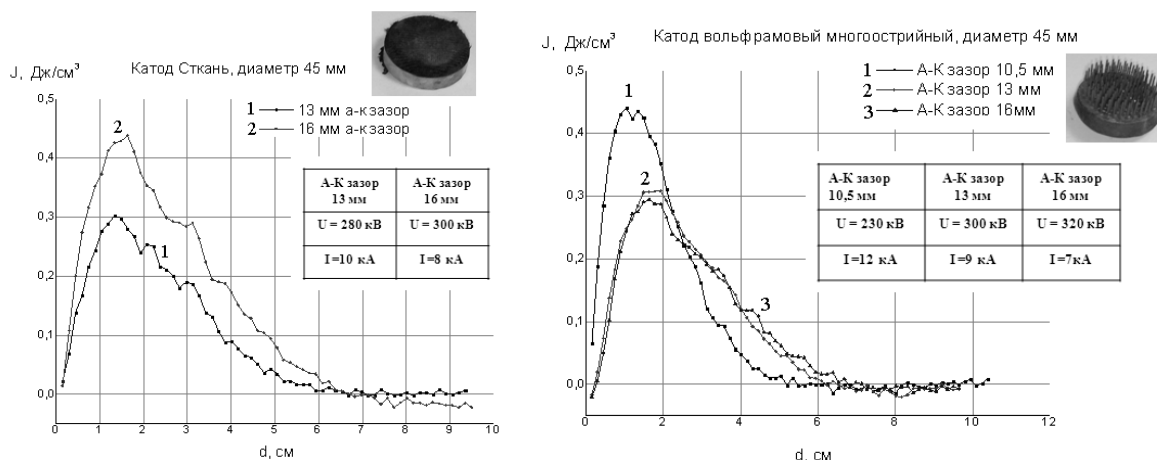 J, Дж/см³
Катод Сткань, диаметр 45 мм
1 13 мм а-к зазор
2 16 мм а-к зазор
0,5
0,4
0,3
0,2
0,1
0,0
2
1
А-К зазор 13 мм
А-К зазор 16 мм
U = 280 кВ
U = 300 кВ
I=10 кА
I=8 кА
0 1 2 3 4 5 6 7 8 9 10
d, см
J, Дж/см³
Катод вольфрамовый многоострийный, диаметр 45 мм
1 А-К зазор 10,5 мм
2 А-К зазор 13 мм
3 А-К зазор 16мм
0,5
0,4
0,3
0,2
0,1
0,0
1
2
3
А-К зазор 10,5 мм
А-К зазор 13 мм
А-К зазор 16 мм
U = 230 кВ
U = 300 кВ
U = 320 кВ
I=12 кА
I=9 кА
I=7кА
0 2 4 6 8 10 12
d, см